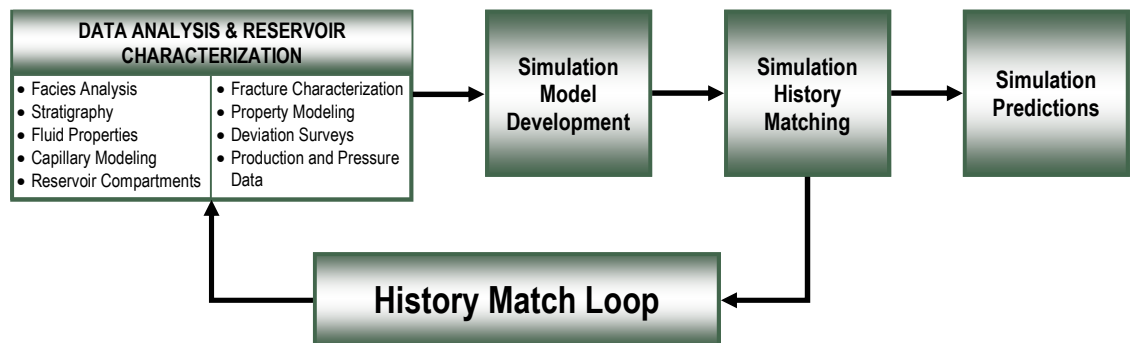 DATA ANALYSIS & RESERVOIR
CHARACTERIZATION
• Facies Analysis
• Stratigraphy
• Fluid Properties
• Capillary Modeling
• Reservoir Compartments
• Fracture Characterization
• Property Modeling
• Deviation Surveys
• Production and Pressure
Data
Simulation
Model
Development
Simulation
History
Matching
Simulation
Predictions
History Match Loop